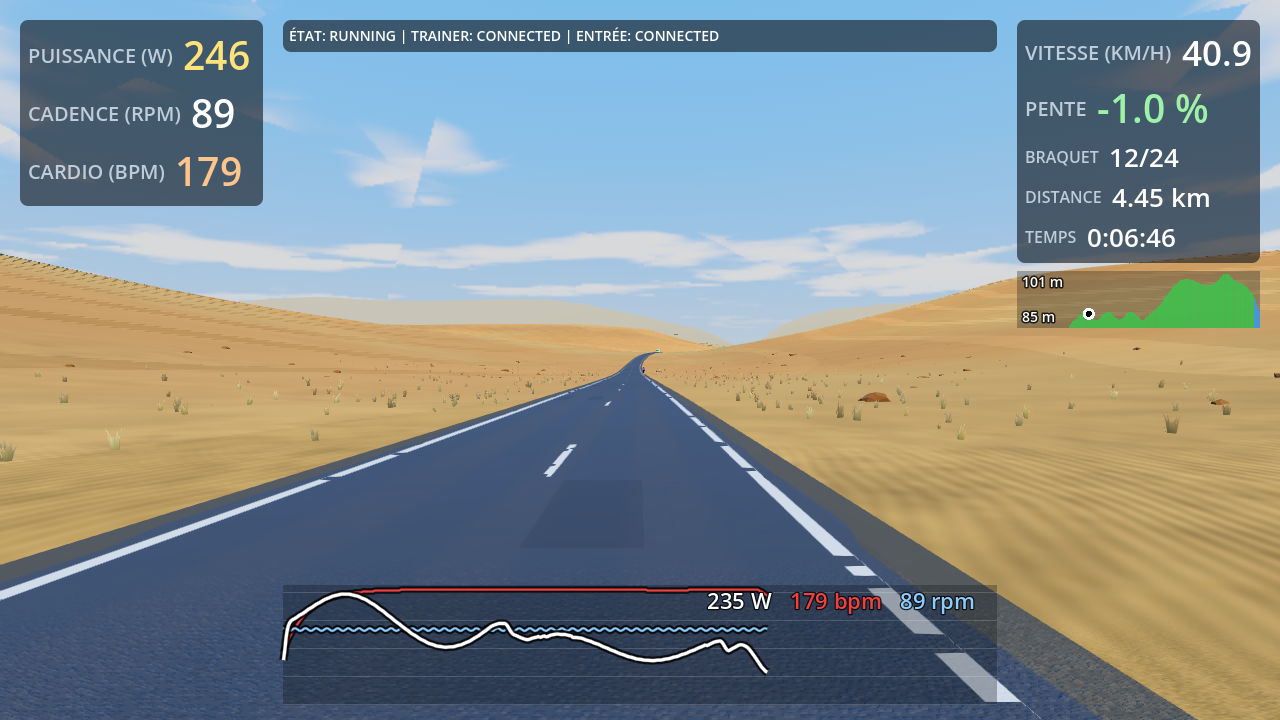 PUISSANCE (W) 246
CADENCE (RPM) 89
CARDIO (BPM) 179
ÉTAT: RUNNING | TRAINER: CONNECTED | ENTRÉE: CONNECTED
VITESSE (KM/H) 40.9
PENTE -1.0 %
BRAQUET 12/24
DISTANCE 4.45 km
TEMPS 0:06:46
101 m
85 m
235 W 179 bpm 89 rpm